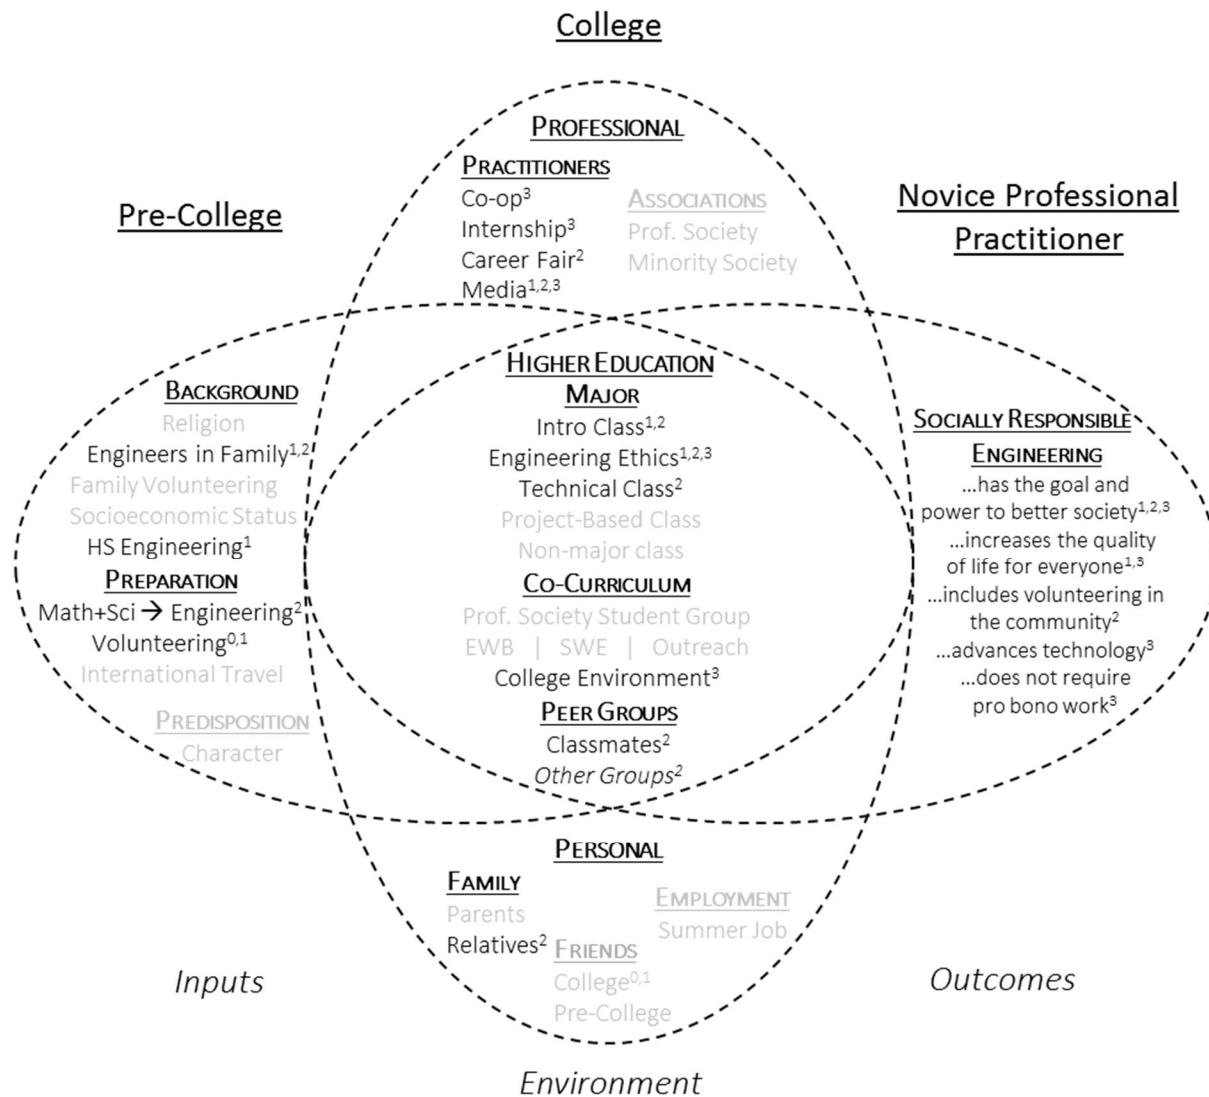 College
Pre-College
Novice Professional
Practitioner
PROFESSIONAL
PRACTITIONERS
Co-op³
Internship³
Career Fair²
Media¹,²,³
ASSOCIATIONS
Prof. Society
Minority Society
BACKGROUND
Religion
Engineers in Family¹,²
Family Volunteering
Socioeconomic Status
HS Engineering¹
PREPARATION
Math+Sci → Engineering²
Volunteering⁰,¹
International Travel
PREDISPOSITION
Character
HIGHER EDUCATION
MAJOR
Intro Class¹,²
Engineering Ethics¹,²,³
Technical Class²
Project-Based Class
Non-major class
CO-CURRICULUM
Prof. Society Student Group
EWB | SWE | Outreach
College Environment³
PEER GROUPS
Classmates²
Other Groups²
SOCIALLY RESPONSIBLE
ENGINEERING
...has the goal and
power to better society¹,²,³
...increases the quality
of life for everyone¹,³
...includes volunteering in
the community²
...advances technology³
...does not require
pro bono work³
PERSONAL
FAMILY
Parents
Relatives²
EMPLOYMENT
Summer Job
FRIENDS
College⁰,¹
Pre-College
Inputs
Outcomes
Environment